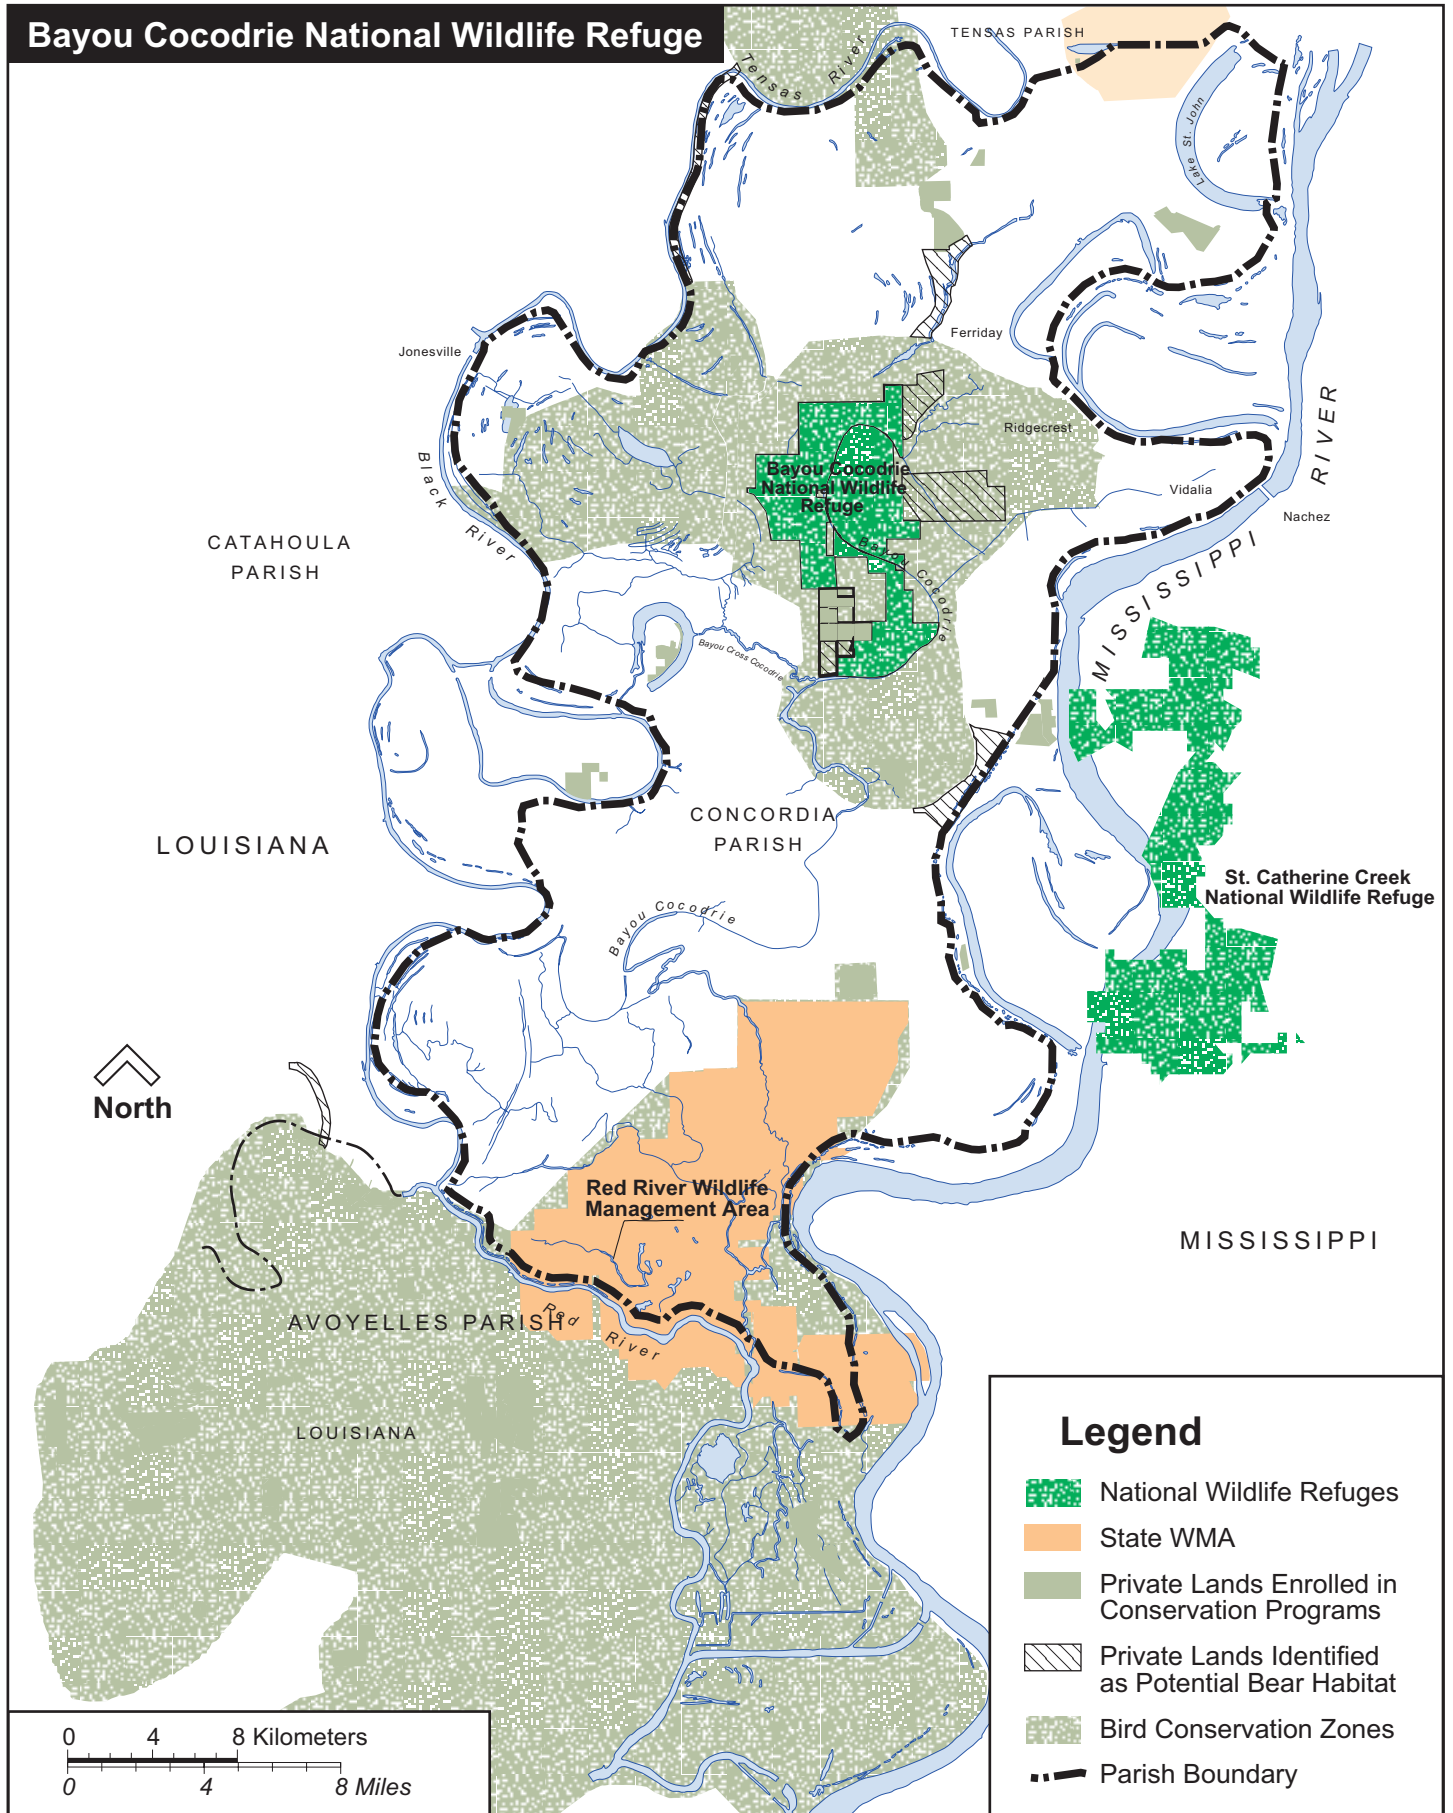 Bayou Cocodrie National Wildlife Refuge
TENSAS PARISH
Tensas River
Lake St. John
Ferriday
Jonesville
RIVER
Ridgecrest
Black River
Bayou Cocodrie
National Wildlife
Refuge
Vidalia
Nachez
CATAHOULA
PARISH
MISSISSIPPI
Bayou Cocodrie
Bayou Cross Cocodrie
CONCORDIA
PARISH
LOUISIANA
St. Catherine Creek
National Wildlife Refuge
Bayou Cocodrie
North
Red River Wildlife
Management Area
MISSISSIPPI
AVOYELLES PARISH
Red River
LOUISIANA
Legend
National Wildlife Refuges
State WMA
Private Lands Enrolled in
Conservation Programs
Private Lands Identified
as Potential Bear Habitat
Bird Conservation Zones
Parish Boundary
0 4 8 Kilometers
0 4 8 Miles